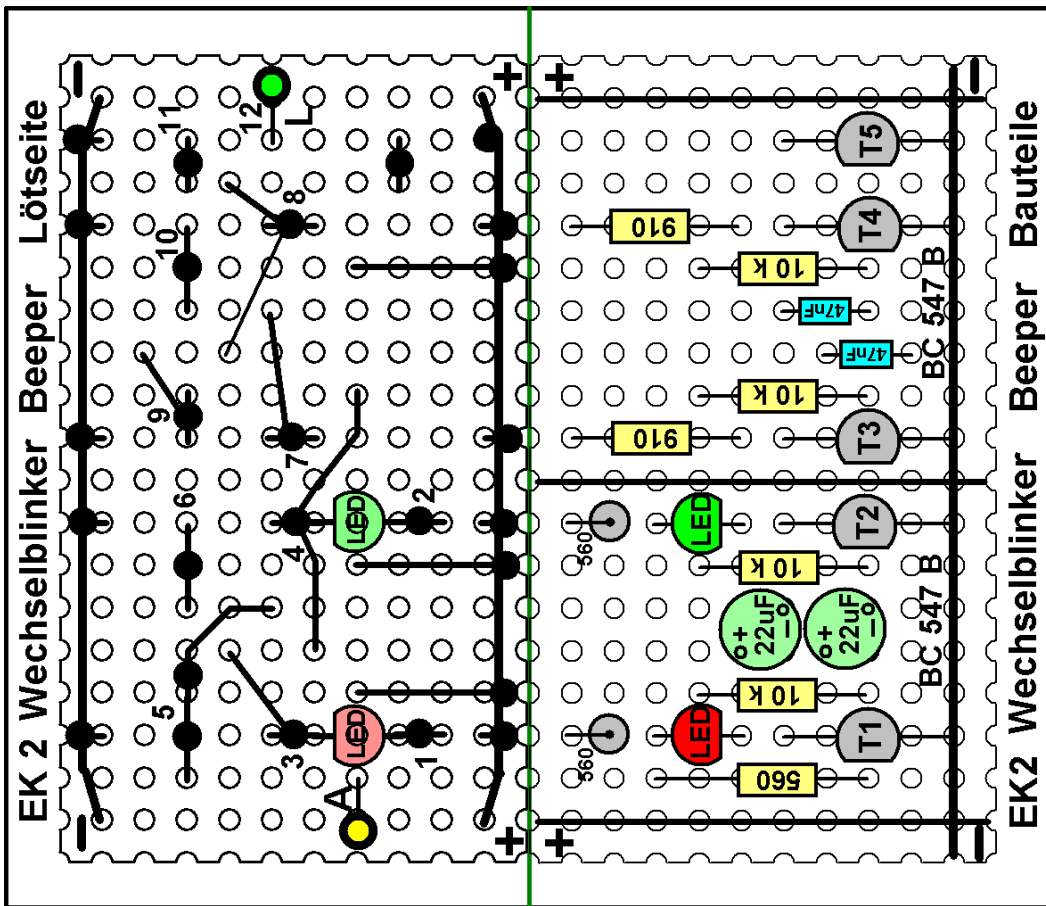 EK 2 Wechselblinker Beeper Lötseite
− −
5 6 9 10 11
12
3 4 7 8 L
A LED LED
1 2
+ +
+ +
560 560 910 910
LED LED
560 10 k 10 k 10 k 10 k
+ 22uF −
+ 22uF −
47nF 47nF
T1 T2 T3 T4 T5
BC 547 B BC 547 B
− −
EK2 Wechselblinker Beeper Bauteile